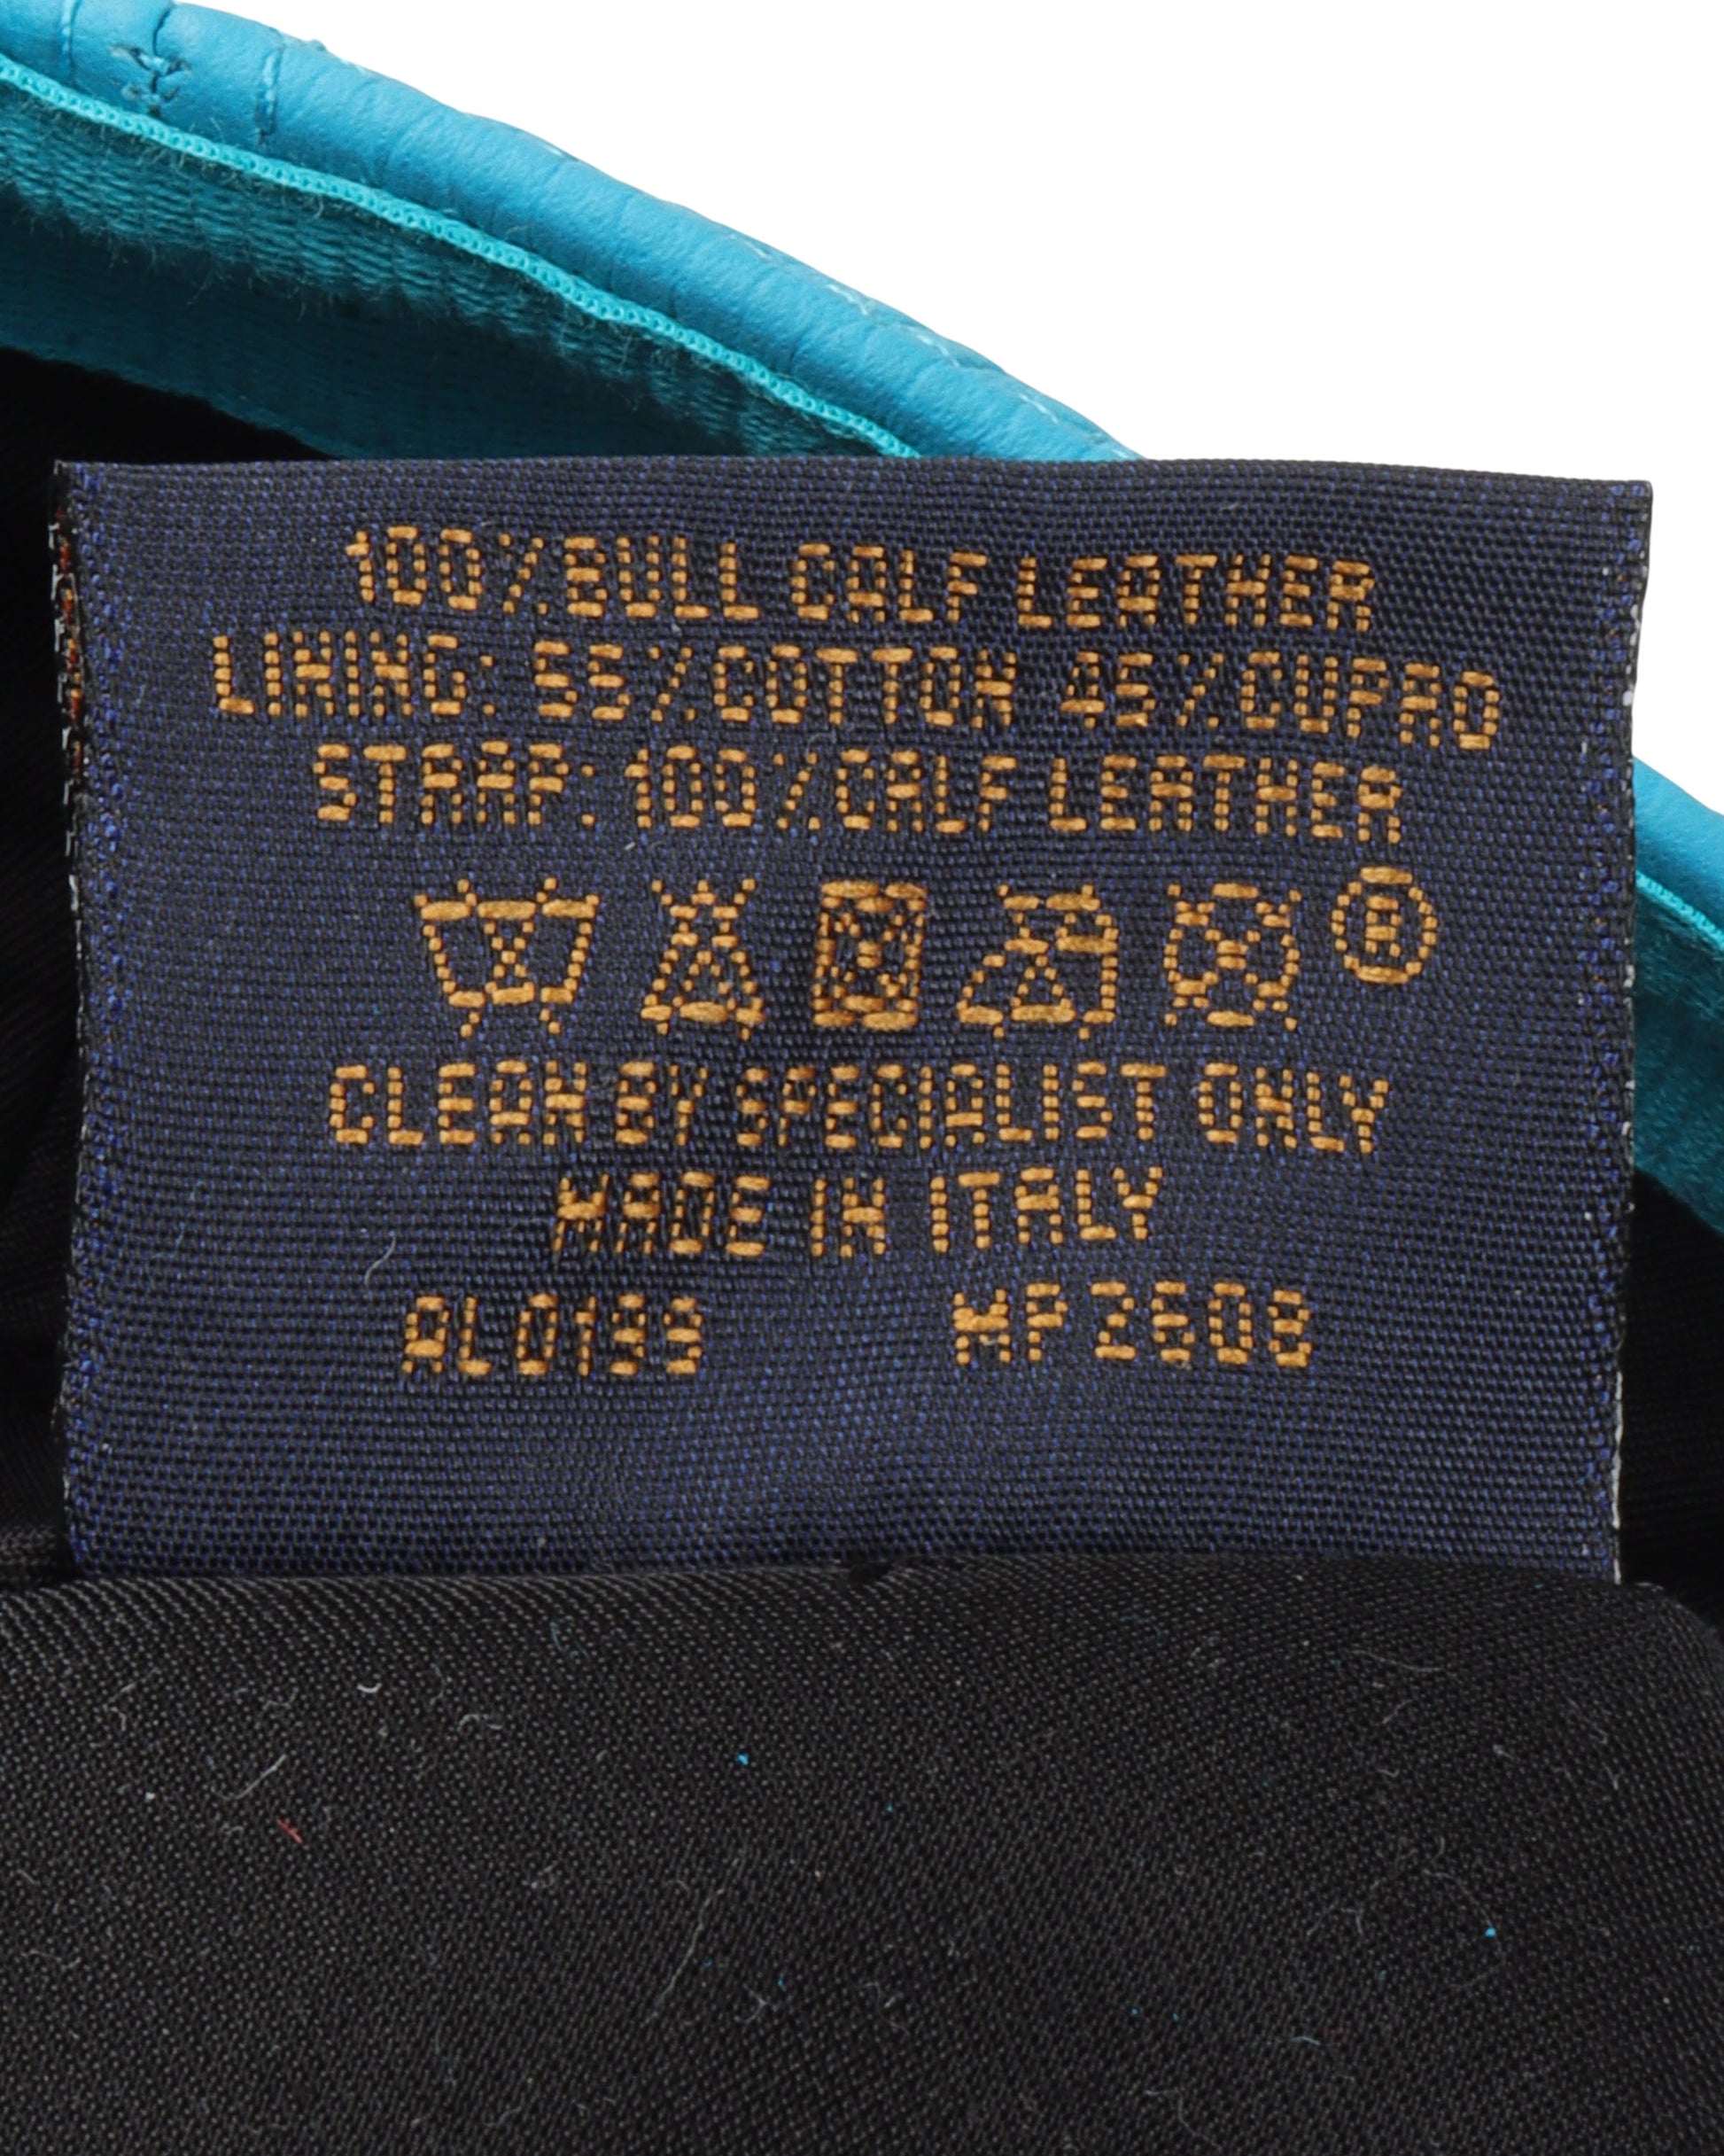 100% BULL CALF LEATHER
LINING: 55% COTTON 45% CUPRO
STRAP: 100% CALF LEATHER
®
CLEAN BY SPECIALIST ONLY
MADE IN ITALY
AL0199 MP2608